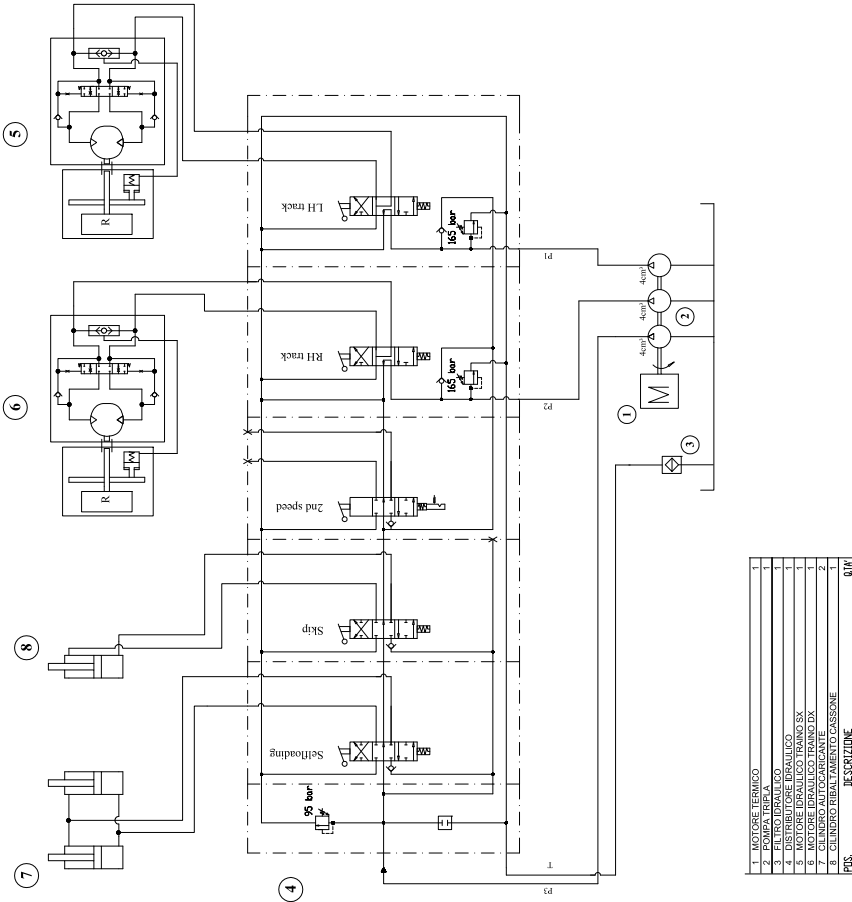 5
R
6
R
8
7
4
LH track
165 bar
RH track
165 bar
2nd speed
Skip
Selfloading
95 bar
P1
P2
T
P3
4cm³
4cm³
4cm³
2
1
M
3
1 MOTORE TERMICO 1
2 POMPA TRIPLA 1
3 FILTRO IDRAULICO 1
4 DISTRIBUTORE IDRAULICO 1
5 MOTORE IDRAULICO TRAINO SX 1
6 MOTORE IDRAULICO TRAINO DX 1
7 CILINDRO AUTOCARICANTE 2
8 CILINDRO RIBALTAMENTO CASSONE 1
POS. DESCRIZIONE QTA'